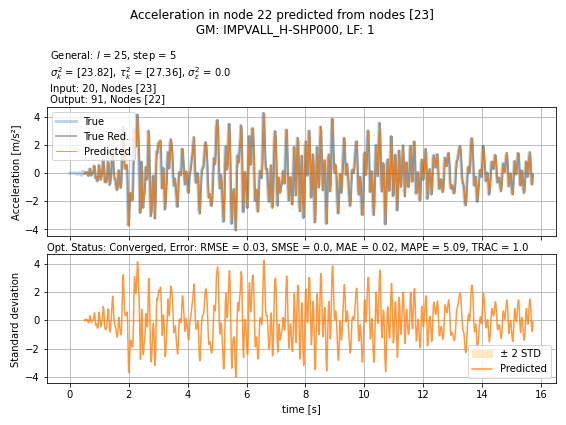 Acceleration in node 22 predicted from nodes [23]
GM: IMPVALL_H-SHP000, LF: 1
General: l = 25, step = 5
σ²ₖ = [23.82], τ²ₖ = [27.36], σ²ε = 0.0
Input: 20, Nodes [23]
Output: 91, Nodes [22]
Acceleration [m/s²]
4
2
0
−2
−4
True
True Red.
Predicted
Opt. Status: Converged, Error: RMSE = 0.03, SMSE = 0.0, MAE = 0.02, MAPE = 5.09, TRAC = 1.0
Standard deviation
4
2
0
−2
−4
± 2 STD
Predicted
0 2 4 6 8 10 12 14 16
time [s]